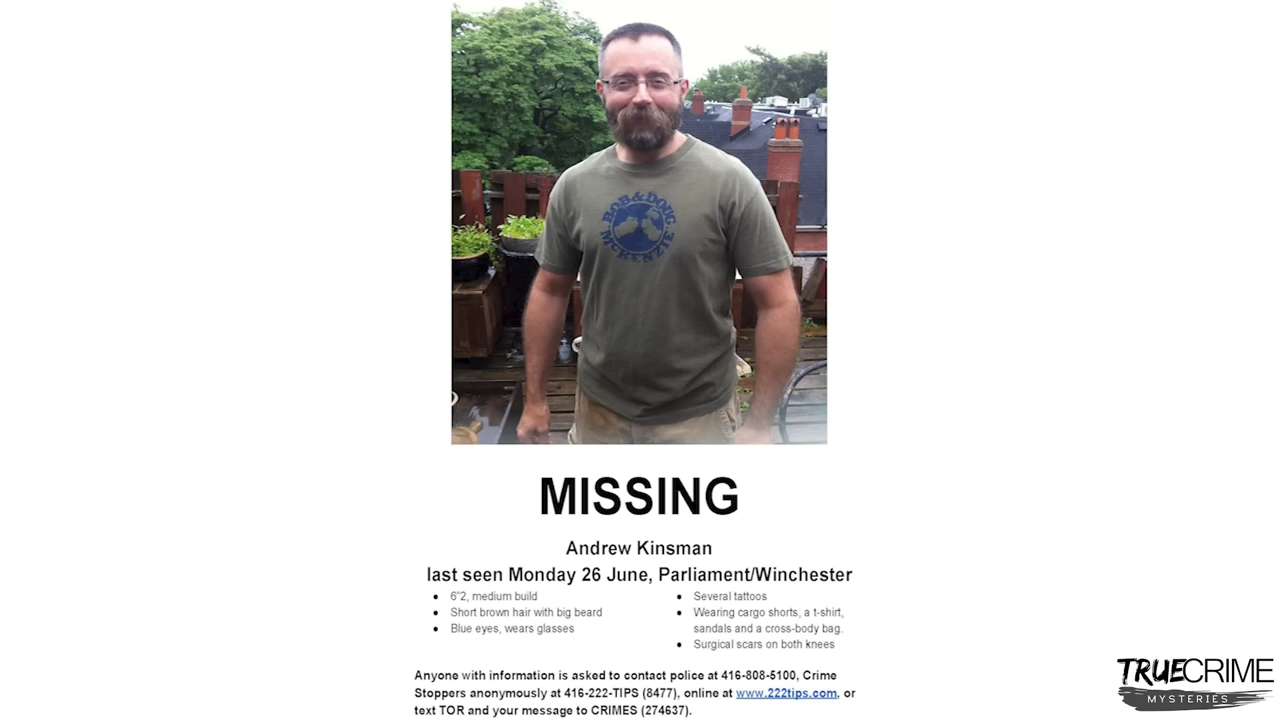 BOB & DOUG
McKENZIE
MISSING
Andrew Kinsman
last seen Monday 26 June, Parliament/Winchester
• 6"2, medium build
• Short brown hair with big beard
• Blue eyes, wears glasses
• Several tattoos
• Wearing cargo shorts, a t-shirt,
sandals and a cross-body bag.
• Surgical scars on both knees
Anyone with information is asked to contact police at 416-808-5100, Crime
Stoppers anonymously at 416-222-TIPS (8477), online at www.222tips.com, or
text TOR and your message to CRIMES (274637).
TRUECRIME
MYSTERIES